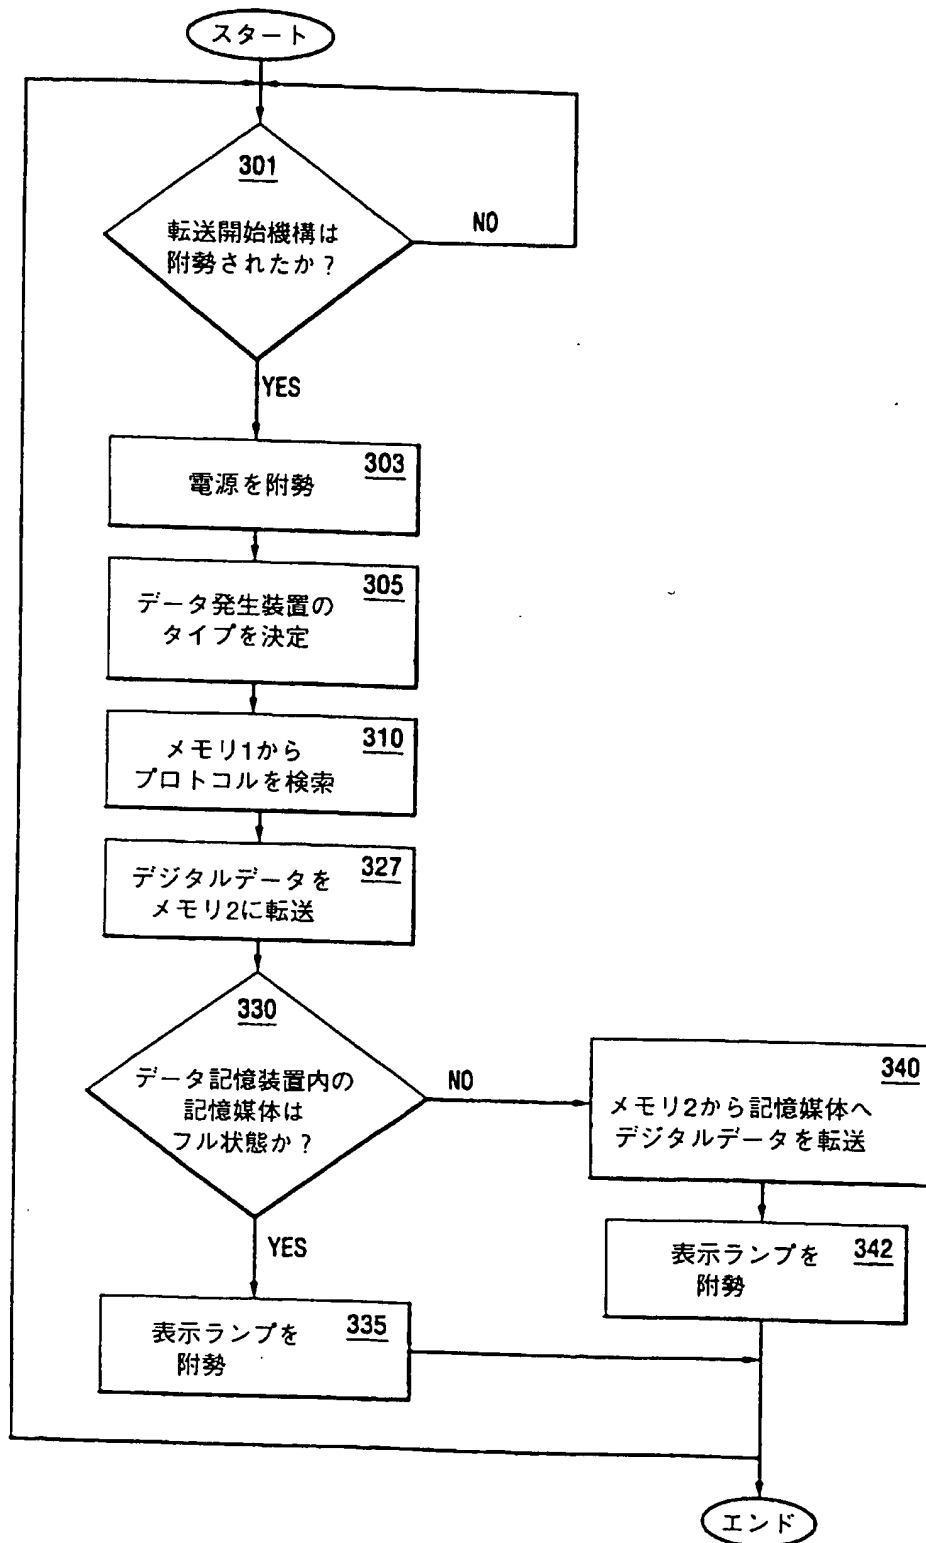 スタート
301
転送開始機構は
附勢されたか？
NO
YES
303
電源を附勢
305
データ発生装置の
タイプを決定
310
メモリ1から
プロトコルを検索
327
デジタルデータを
メモリ2に転送
330
データ記憶装置内の
記憶媒体は
フル状態か？
NO
340
メモリ2から記憶媒体へ
デジタルデータを転送
YES
342
表示ランプを
附勢
335
表示ランプを
附勢
エンド